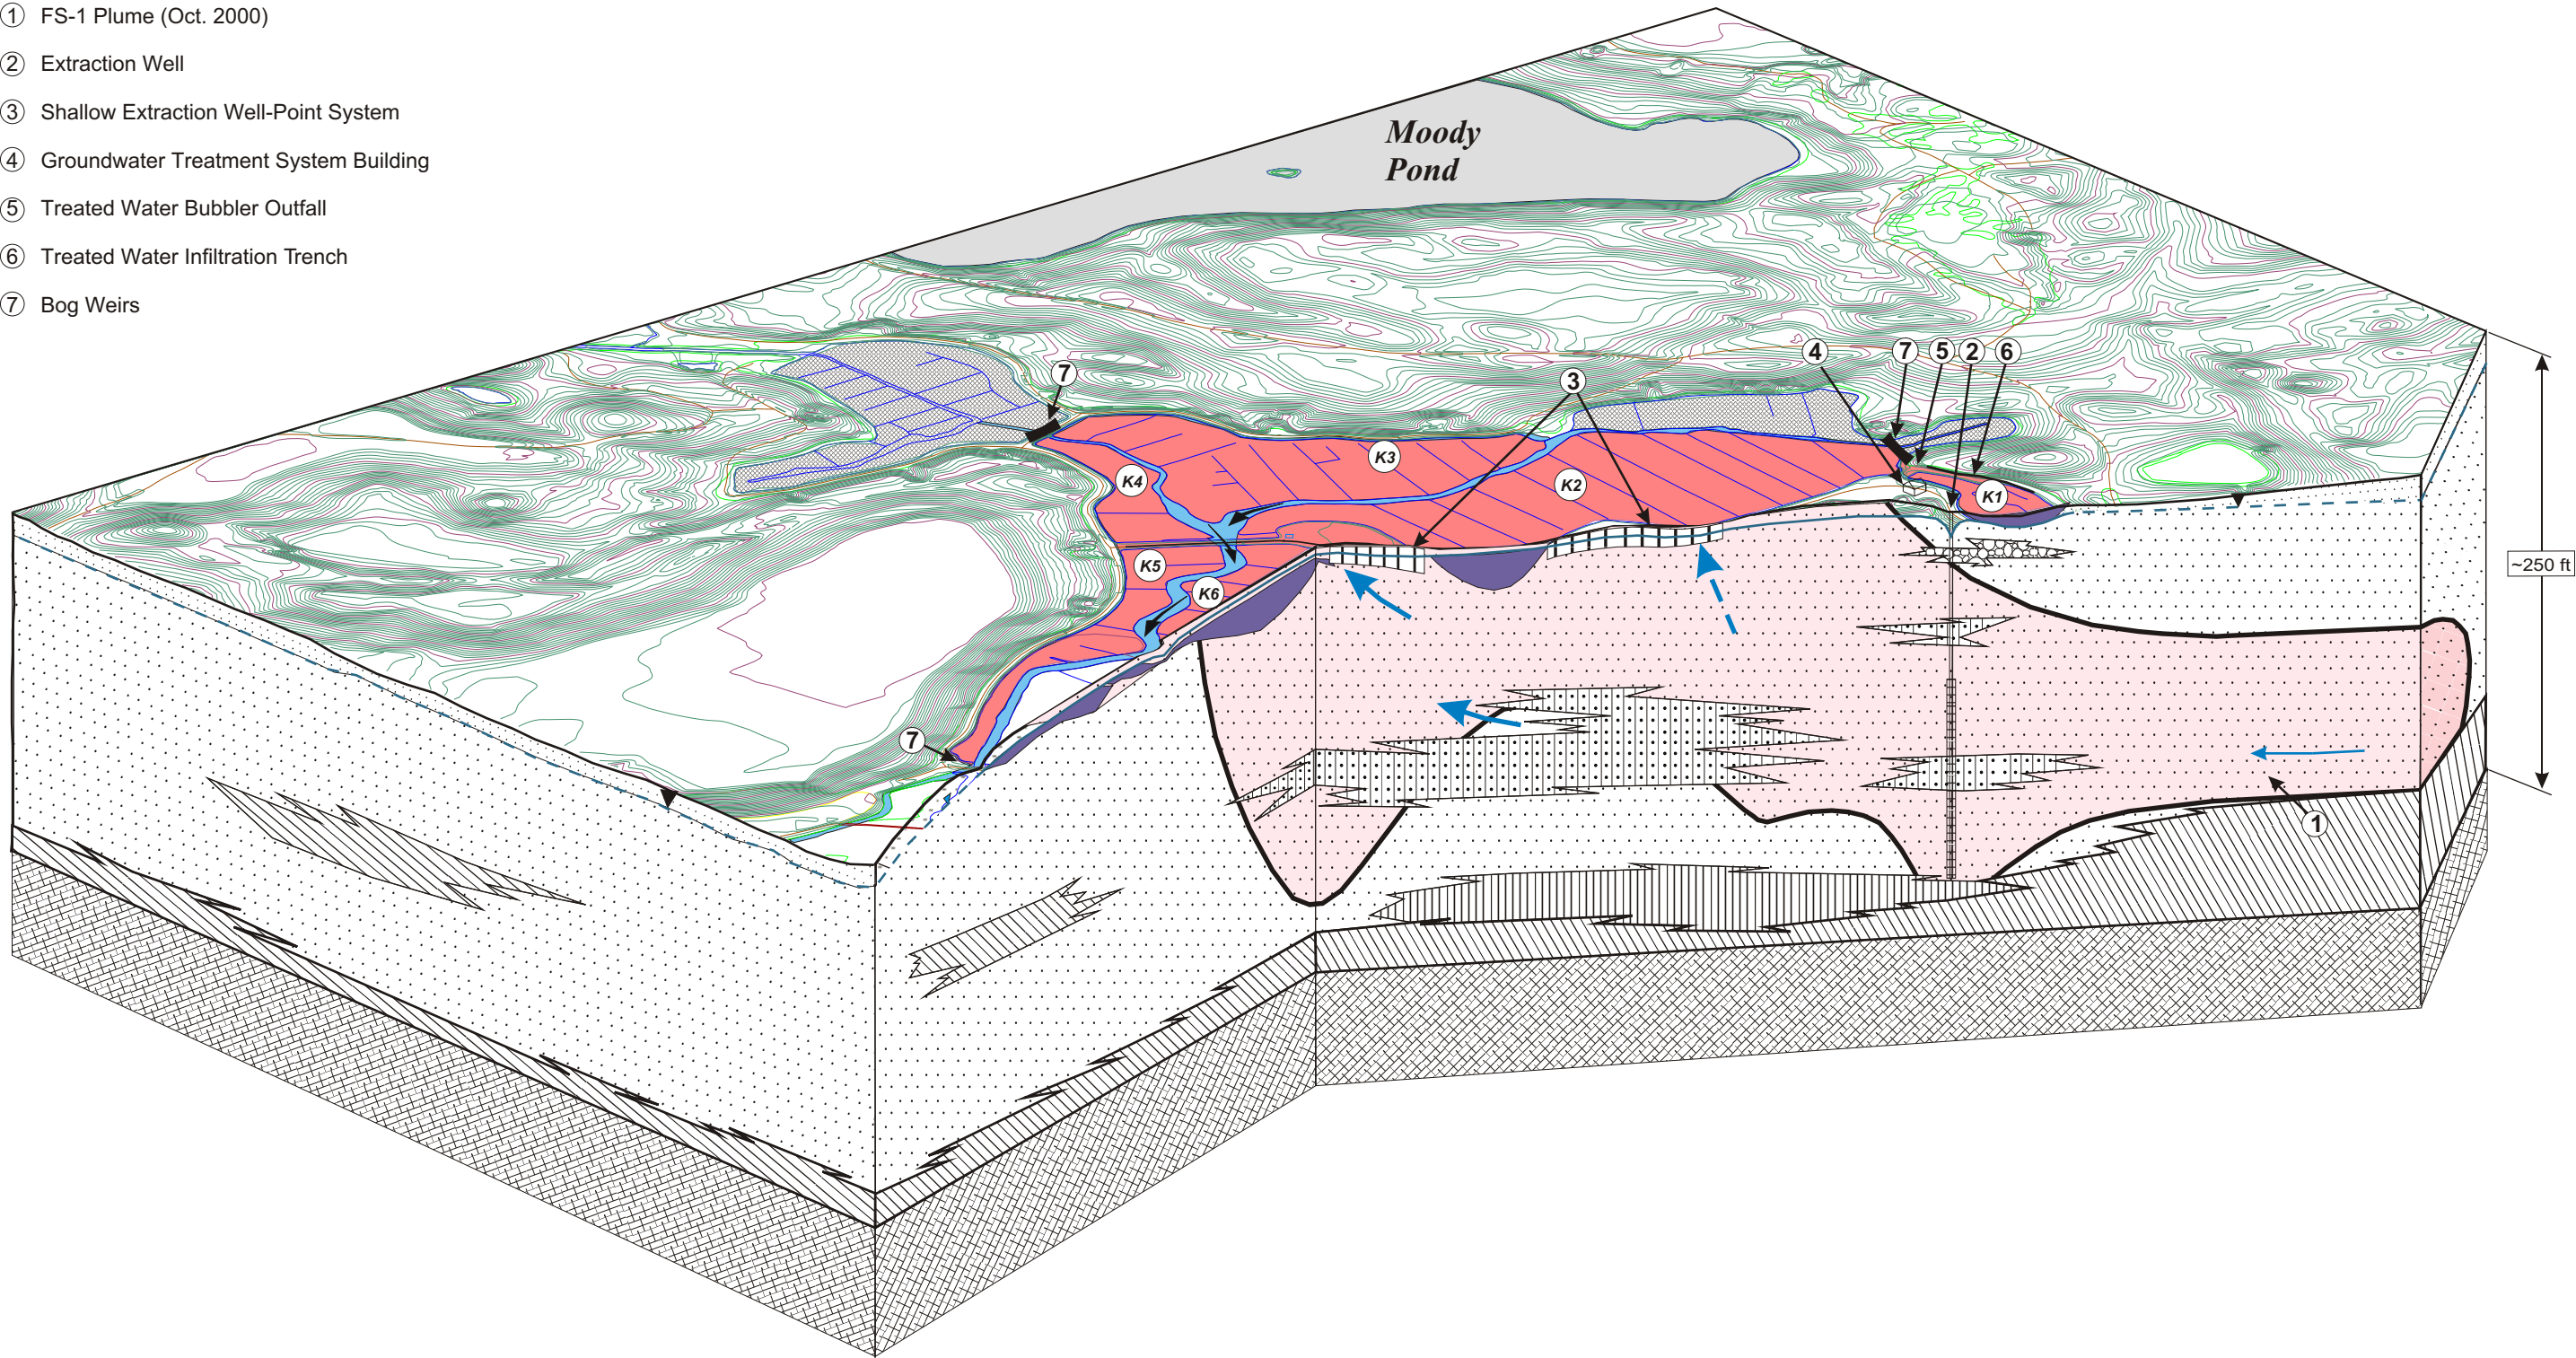 ① FS-1 Plume (Oct. 2000)
② Extraction Well
③ Shallow Extraction Well-Point System
④ Groundwater Treatment System Building
⑤ Treated Water Bubbler Outfall
⑥ Treated Water Infiltration Trench
⑦ Bog Weirs
Moody
Pond
4 7 5 2 6
7
3
K3
K4
K2
K1
K5
~250 ft
K6
7
1